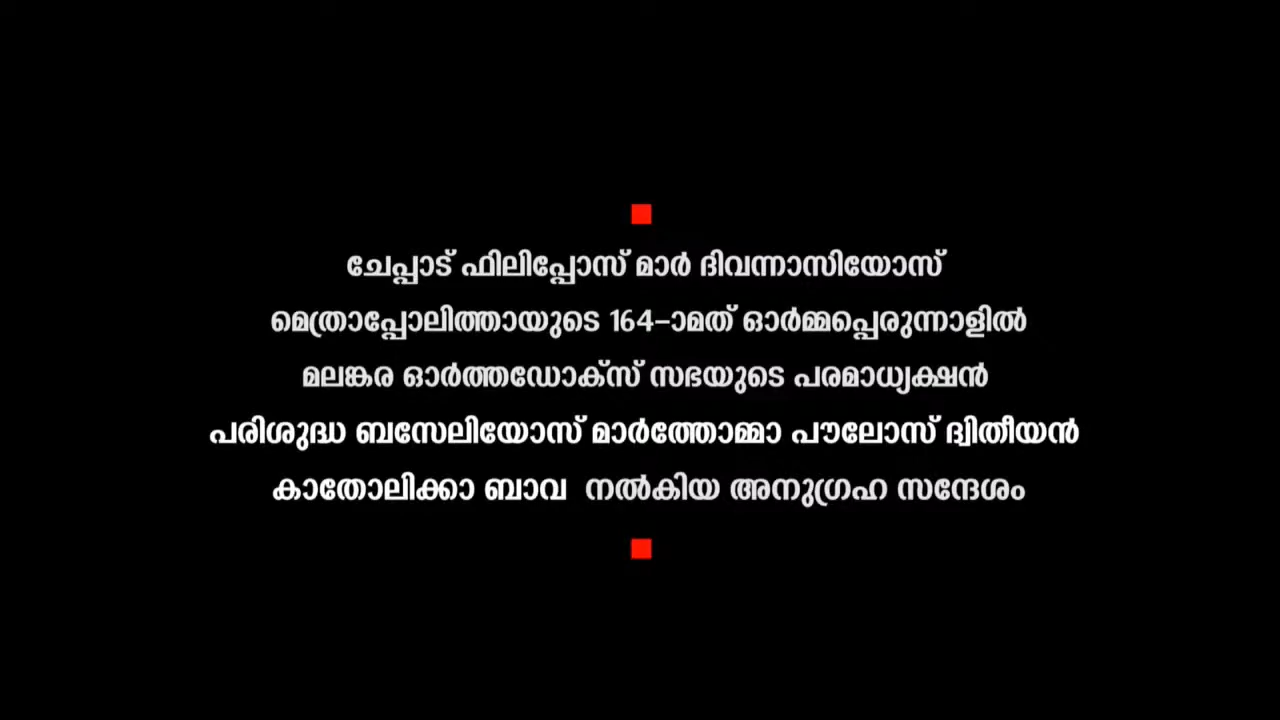 ചേപ്പാട് ഫിലിപ്പോസ് മാർ ദിവന്നാസിയോസ്
മെത്രാപ്പോലിത്തായുടെ 164-ാമത് ഓർമ്മപ്പെരുന്നാളിൽ
മലങ്കര ഓർത്തഡോക്സ് സഭയുടെ പരമാധ്യക്ഷൻ
പരിശുദ്ധ ബസേലിയോസ് മാർത്തോമ്മാ പൗലോസ് ദ്വിതീയൻ
കാതോലിക്കാ ബാവ നൽകിയ അനുഗ്രഹ സന്ദേശം